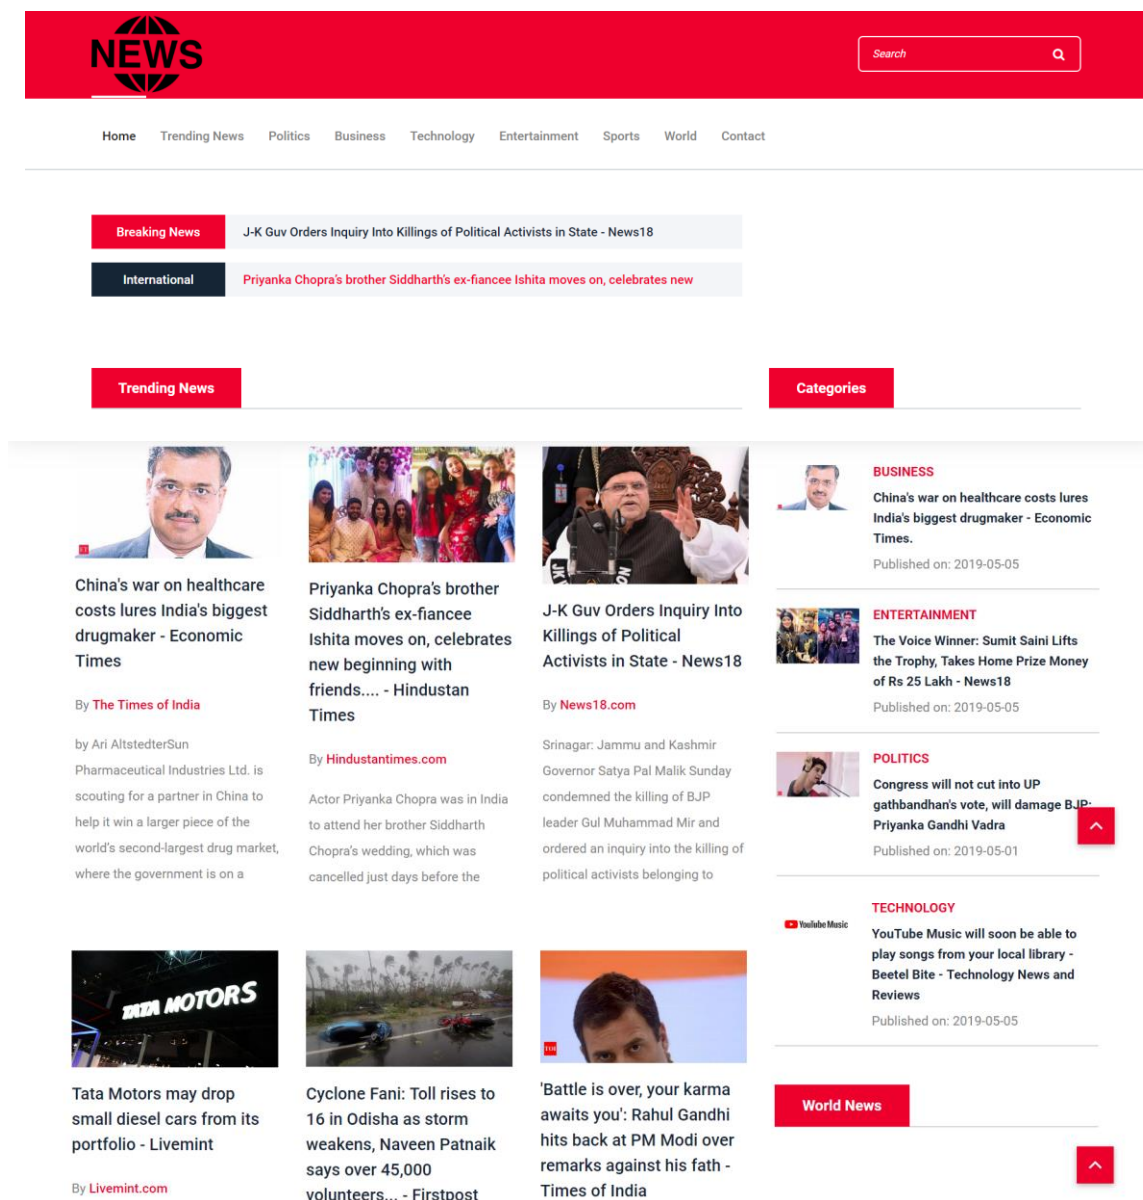 NEWS
Search
Home Trending News Politics Business Technology Entertainment Sports World Contact
Breaking News J-K Guv Orders Inquiry Into Killings of Political Activists in State - News18
International Priyanka Chopra's brother Siddharth's ex-fiancee Ishita moves on, celebrates new
Trending News
China's war on healthcare
costs lures India's biggest
drugmaker - Economic
Times
By The Times of India
by Ari AltstedterSun
Pharmaceutical Industries Ltd. is
scouting for a partner in China to
help it win a larger piece of the
world's second-largest drug market,
where the government is on a
Priyanka Chopra's brother
Siddharth's ex-fiancee
Ishita moves on, celebrates
new beginning with
friends.... - Hindustan
Times
By Hindustantimes.com
Actor Priyanka Chopra was in India
to attend her brother Siddharth
Chopra's wedding, which was
cancelled just days before the
J-K Guv Orders Inquiry Into
Killings of Political
Activists in State - News18
By News18.com
Srinagar: Jammu and Kashmir
Governor Satya Pal Malik Sunday
condemned the killing of BJP
leader Gul Muhammad Mir and
ordered an inquiry into the killing of
political activists belonging to
TATA MOTORS
Tata Motors may drop
small diesel cars from its
portfolio - Livemint
By Livemint.com
Cyclone Fani: Toll rises to
16 in Odisha as storm
weakens, Naveen Patnaik
says over 45,000
volunteers... - Firstpost
TOI
'Battle is over, your karma
awaits you': Rahul Gandhi
hits back at PM Modi over
remarks against his fath -
Times of India
Categories
BUSINESS
China's war on healthcare costs lures
India's biggest drugmaker - Economic
Times.
Published on: 2019-05-05
ENTERTAINMENT
The Voice Winner: Sumit Saini Lifts
the Trophy, Takes Home Prize Money
of Rs 25 Lakh - News18
Published on: 2019-05-05
POLITICS
Congress will not cut into UP
gathbandhan's vote, will damage BJP:
Priyanka Gandhi Vadra
Published on: 2019-05-01
YouTube Music
TECHNOLOGY
YouTube Music will soon be able to
play songs from your local library -
Beetel Bite - Technology News and
Reviews
Published on: 2019-05-05
World News